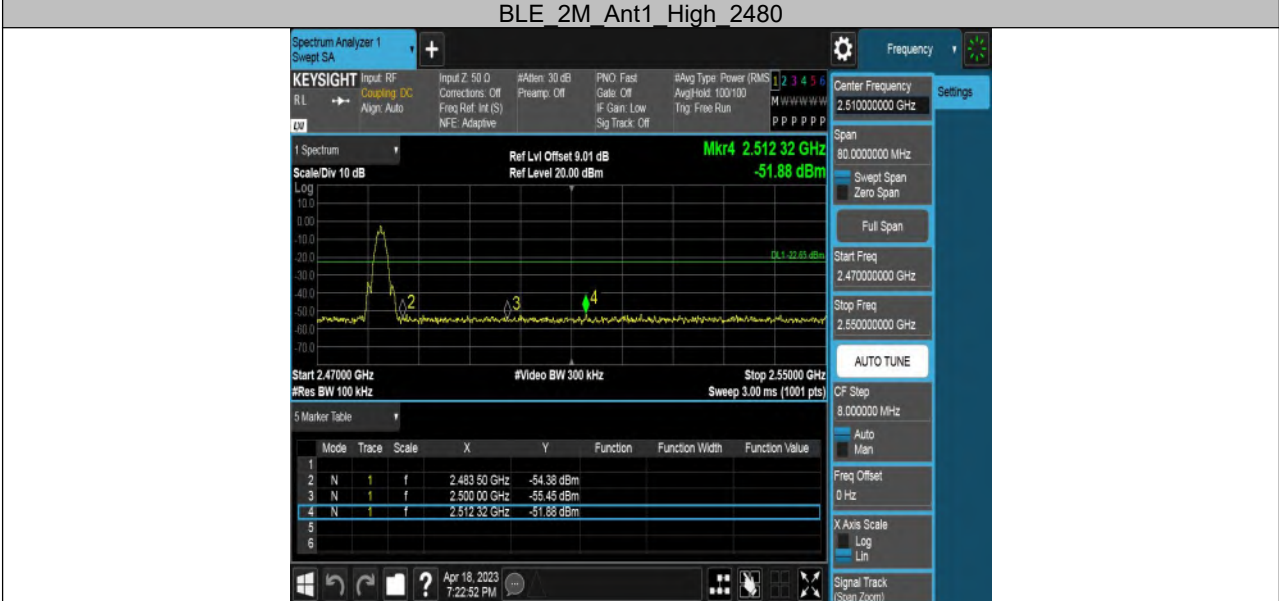 BLE_2M_Ant1_High_2480
Spectrum Analyzer 1
Swept SA
+
Frequency
KEYSIGHT
RL
LXI
Input: RF
Coupling: DC
Align: Auto
Input Z: 50 Ω
Corrections: Off
Freq Ref: Int (S)
NFE: Adaptive
#Atten: 30 dB
Preamp: Off
PNO: Fast
Gate: Off
IF Gain: Low
Sig Track: Off
#Avg Type: Power (RMS
Avg|Hold: 100/100
Trig: Free Run
1 2 3 4 5 6
M W W W W W
P P P P P P
Center Frequency
2.510000000 GHz
Settings
Span
80.0000000 MHz
Swept Span
Zero Span
Full Span
Start Freq
2.470000000 GHz
Stop Freq
2.550000000 GHz
AUTO TUNE
CF Step
8.000000 MHz
Auto
Man
Freq Offset
0 Hz
X Axis Scale
Log
Lin
Signal Track
(Span Zoom)
1 Spectrum
Scale/Div 10 dB
Ref Lvl Offset 9.01 dB
Ref Level 20.00 dBm
Mkr4 2.512 32 GHz
-51.88 dBm
Log
10.0
0.00
-10.0
-20.0
-30.0
-40.0
-50.0
-60.0
-70.0
DL1 -22.65 dBm
2
3
4
Start 2.47000 GHz #Video BW 300 kHz Stop 2.55000 GHz
#Res BW 100 kHz Sweep 3.00 ms (1001 pts)
5 Marker Table
Mode Trace Scale X Y Function Function Width Function Value
1
2 N 1 f 2.483 50 GHz -54.38 dBm
3 N 1 f 2.500 00 GHz -55.45 dBm
4 N 1 f 2.512 32 GHz -51.88 dBm
5
6
?
Apr 18, 2023
7:22:52 PM